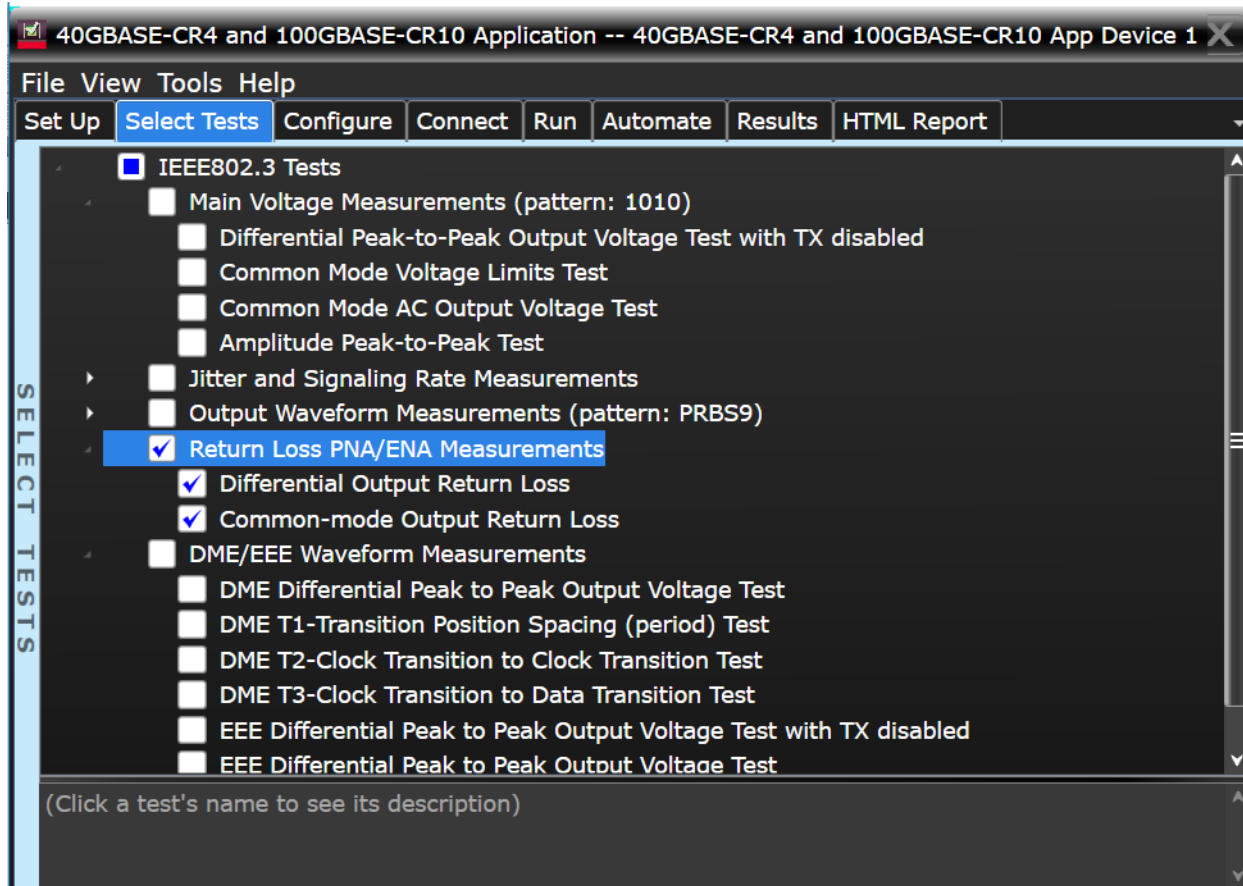 40GBASE-CR4 and 100GBASE-CR10 Application -- 40GBASE-CR4 and 100GBASE-CR10 App Device 1
File View Tools Help
Set Up Select Tests Configure Connect Run Automate Results HTML Report
IEEE802.3 Tests
Main Voltage Measurements (pattern: 1010)
Differential Peak-to-Peak Output Voltage Test with TX disabled
Common Mode Voltage Limits Test
Common Mode AC Output Voltage Test
Amplitude Peak-to-Peak Test
Jitter and Signaling Rate Measurements
Output Waveform Measurements (pattern: PRBS9)
Return Loss PNA/ENA Measurements
Differential Output Return Loss
Common-mode Output Return Loss
DME/EEE Waveform Measurements
DME Differential Peak to Peak Output Voltage Test
DME T1-Transition Position Spacing (period) Test
DME T2-Clock Transition to Clock Transition Test
DME T3-Clock Transition to Data Transition Test
EEE Differential Peak to Peak Output Voltage Test with TX disabled
EEE Differential Peak to Peak Output Voltage Test
SELECT TESTS
(Click a test's name to see its description)